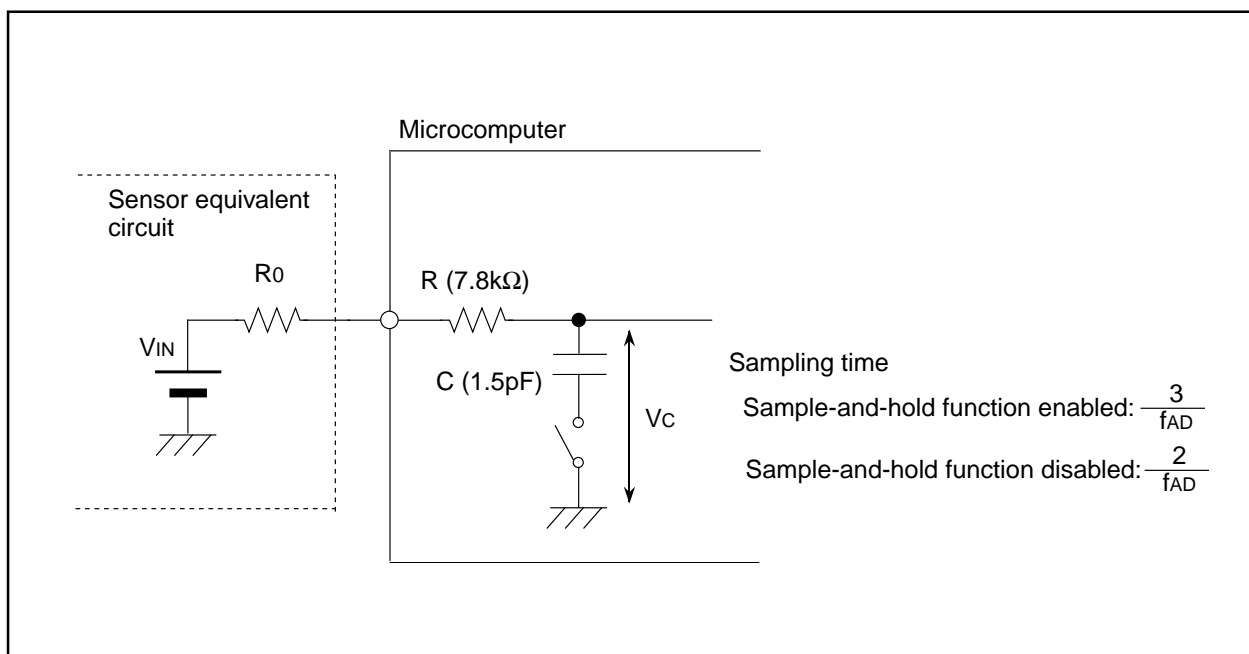 Microcomputer
Sensor equivalent
circuit
R0
R (7.8kΩ)
VIN
C (1.5pF)
VC
Sampling time
Sample-and-hold function enabled: 3
fAD
Sample-and-hold function disabled: 2
fAD